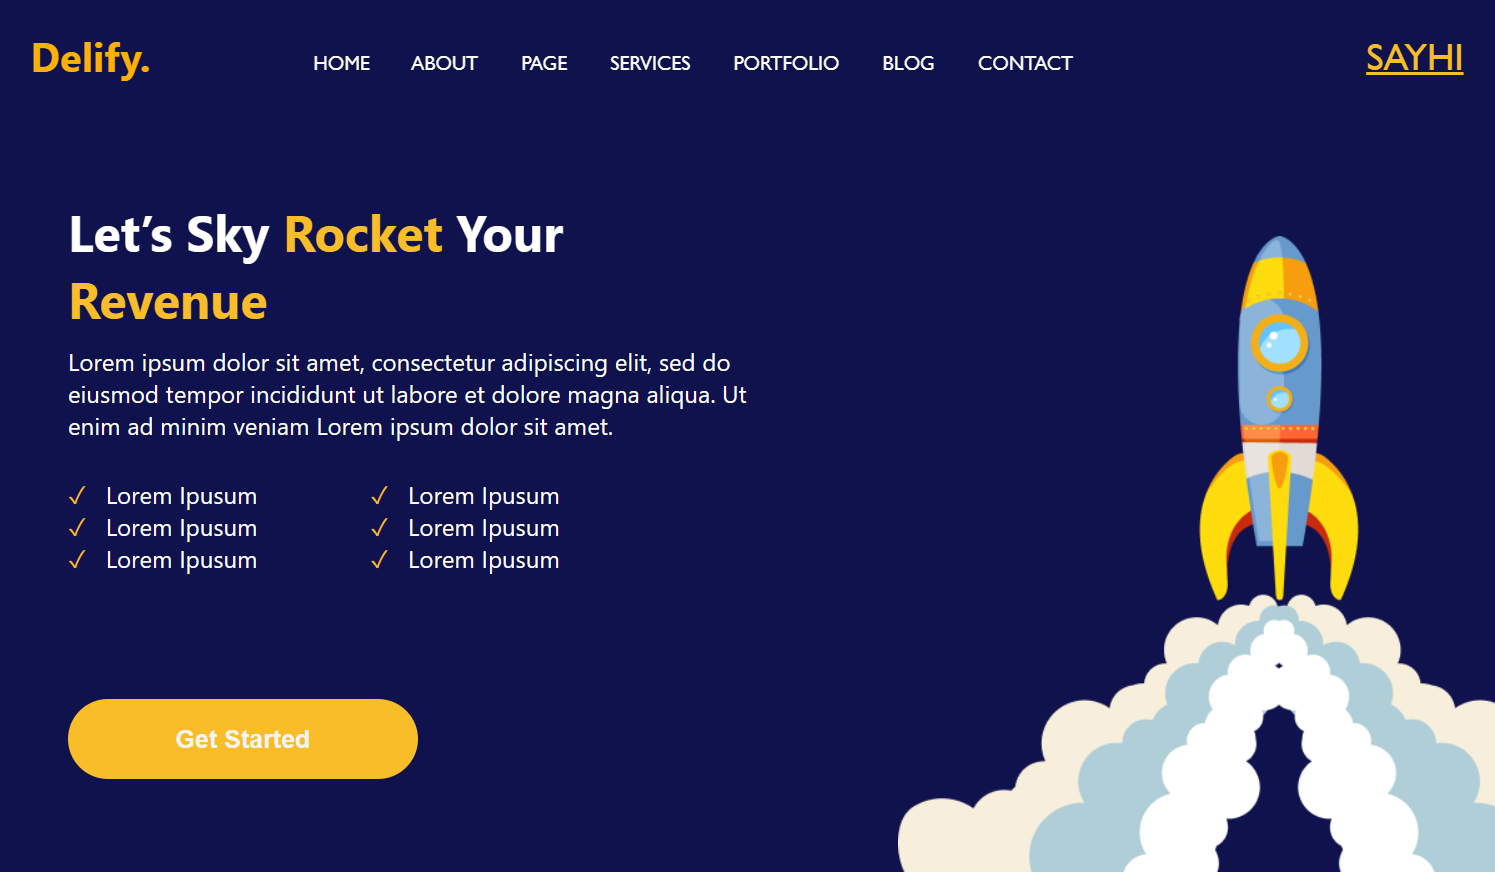 Delify.
HOME ABOUT PAGE SERVICES PORTFOLIO BLOG CONTACT
SAYHI
Let’s Sky Rocket Your
Revenue
Lorem ipsum dolor sit amet, consectetur adipiscing elit, sed do
eiusmod tempor incididunt ut labore et dolore magna aliqua. Ut
enim ad minim veniam Lorem ipsum dolor sit amet.
✓ Lorem Ipusum ✓ Lorem Ipusum
✓ Lorem Ipusum ✓ Lorem Ipusum
✓ Lorem Ipusum ✓ Lorem Ipusum
Get Started